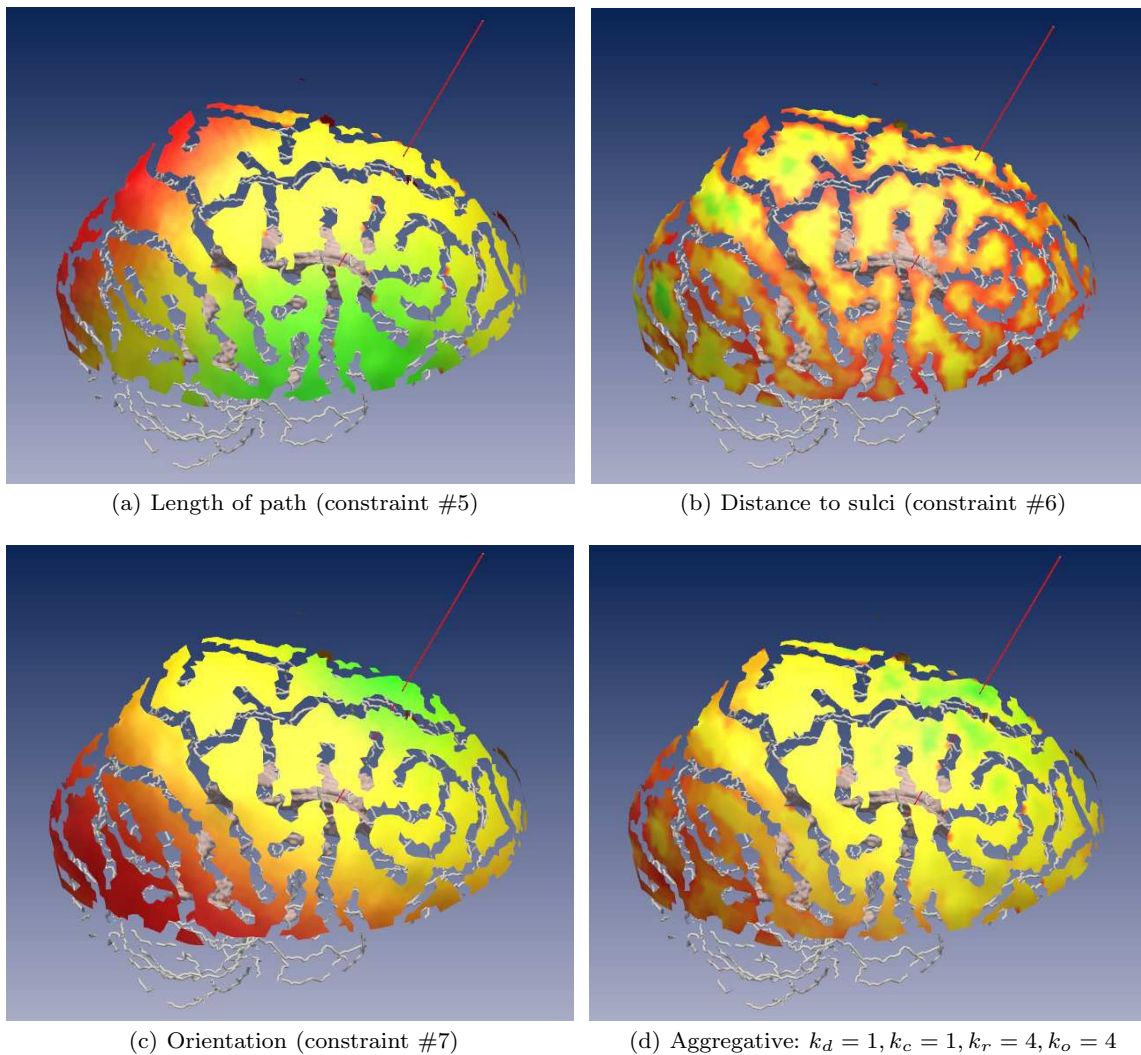 (a) Length of path (constraint #5)
(b) Distance to sulci (constraint #6)
(c) Orientation (constraint #7)
(d) Aggregative: $k_d = 1, k_c = 1, k_r = 4, k_o = 4$